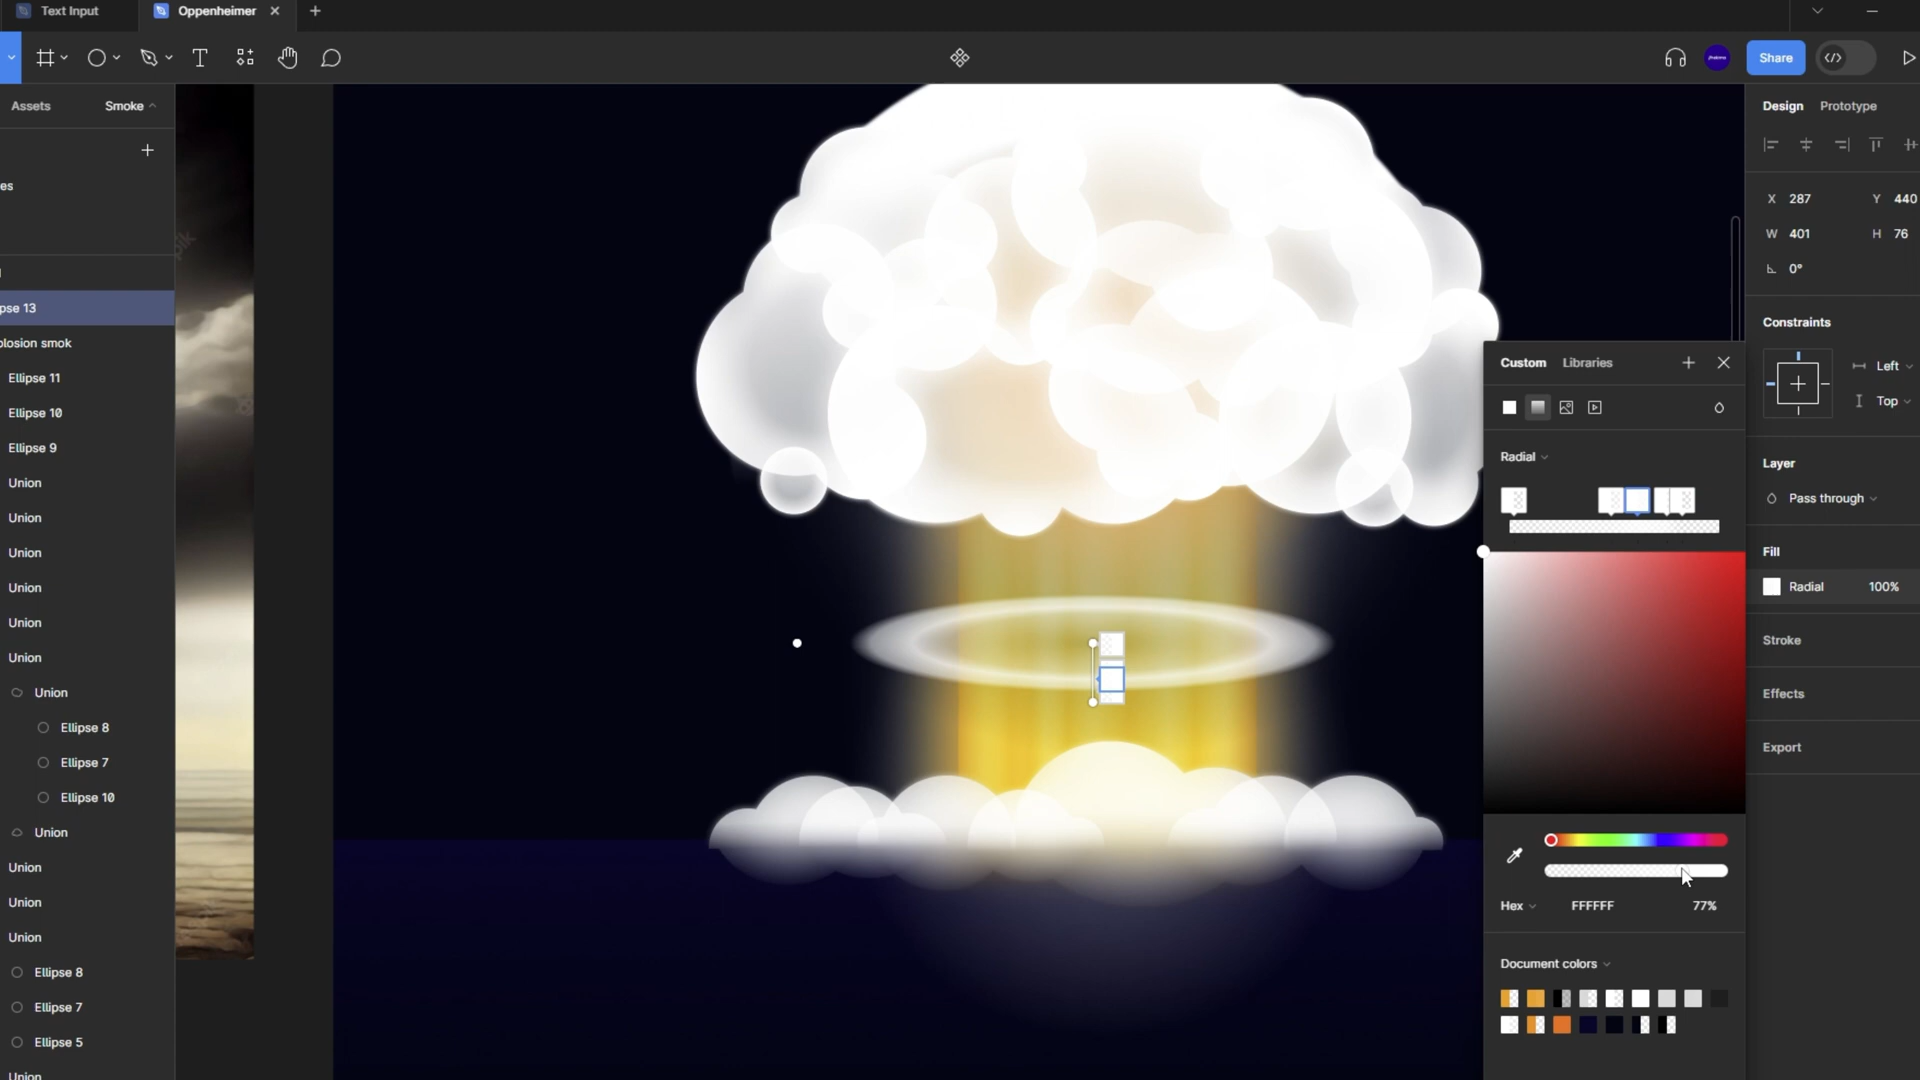 Text Input
Oppenheimer
Share
Assets
Smoke
Design
Prototype
es
X 287
Y 440
W 401
H 76
0°
pse 13
Constraints
losion smok
Left
Top
Ellipse 11
Ellipse 10
Ellipse 9
Union
Union
Union
Union
Union
Union
Union
Ellipse 8
Ellipse 7
Ellipse 10
Union
Union
Union
Union
Ellipse 8
Ellipse 7
Ellipse 5
Union
Custom
Libraries
Radial
Layer
Pass through
Fill
Radial
100%
Stroke
Effects
Export
Hex
FFFFFF
77%
Document colors